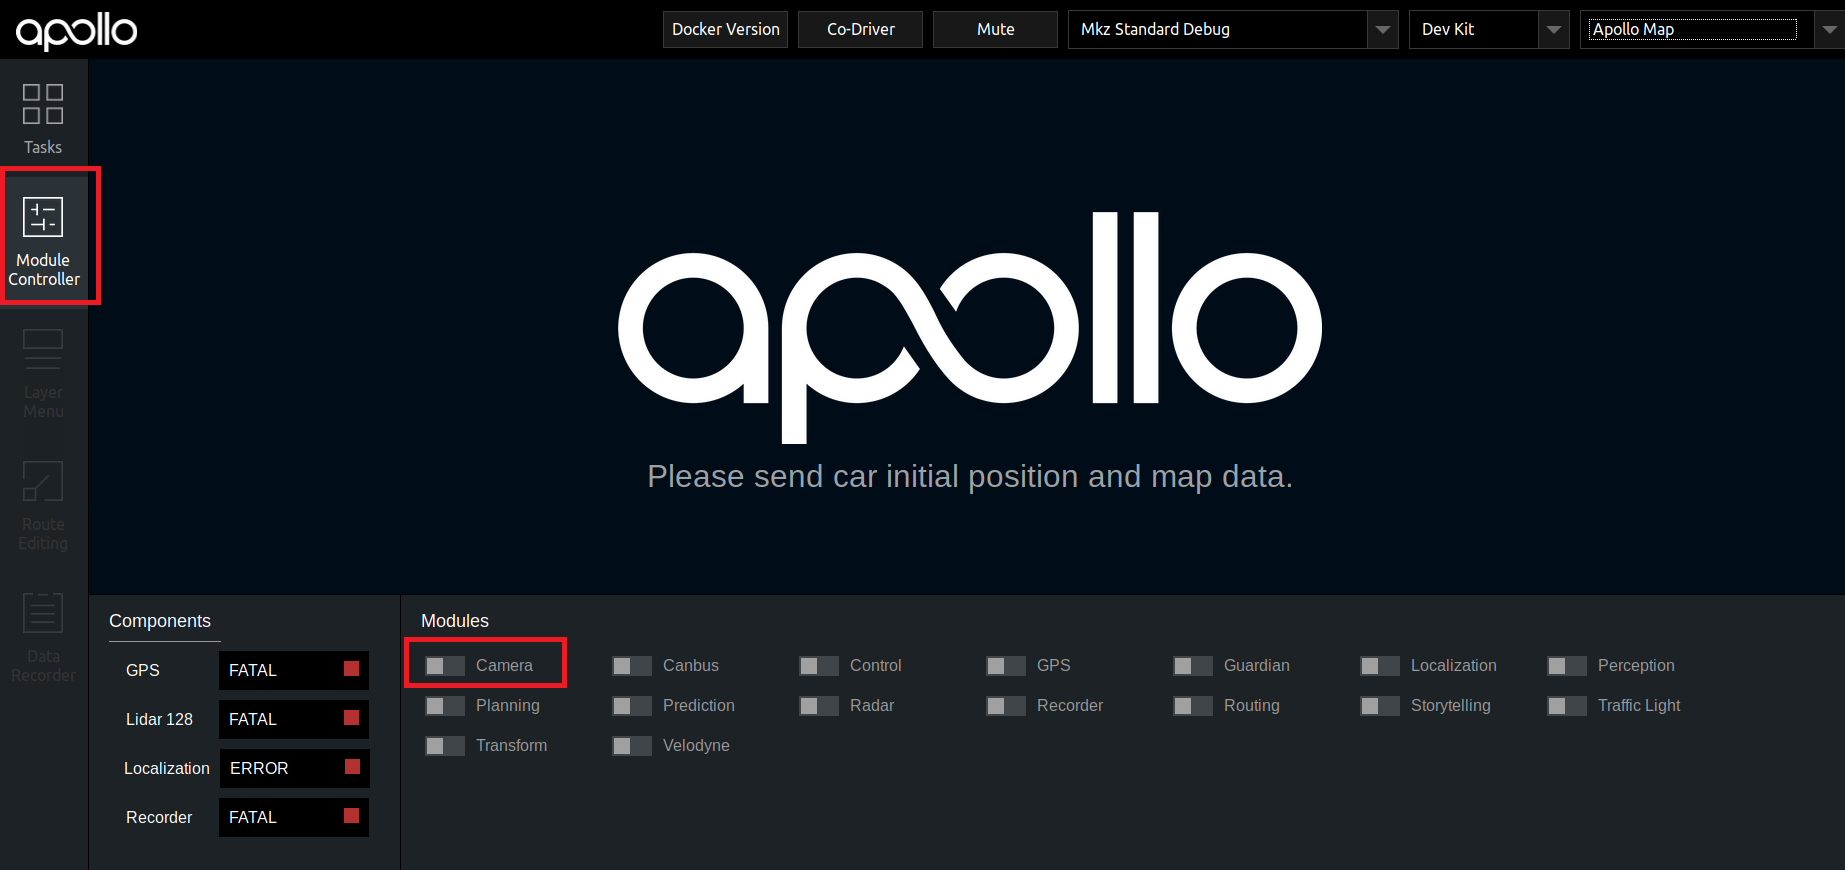 apollo
Docker Version
Co-Driver
Mute
Mkz Standard Debug
Dev Kit
Apollo Map
Tasks
Module
Controller
Layer
Menu
Route
Editing
Data
Recorder
apollo
Please send car initial position and map data.
Components
GPS FATAL
Lidar 128 FATAL
Localization ERROR
Recorder FATAL
Modules
Camera Canbus Control GPS Guardian Localization Perception
Planning Prediction Radar Recorder Routing Storytelling Traffic Light
Transform Velodyne